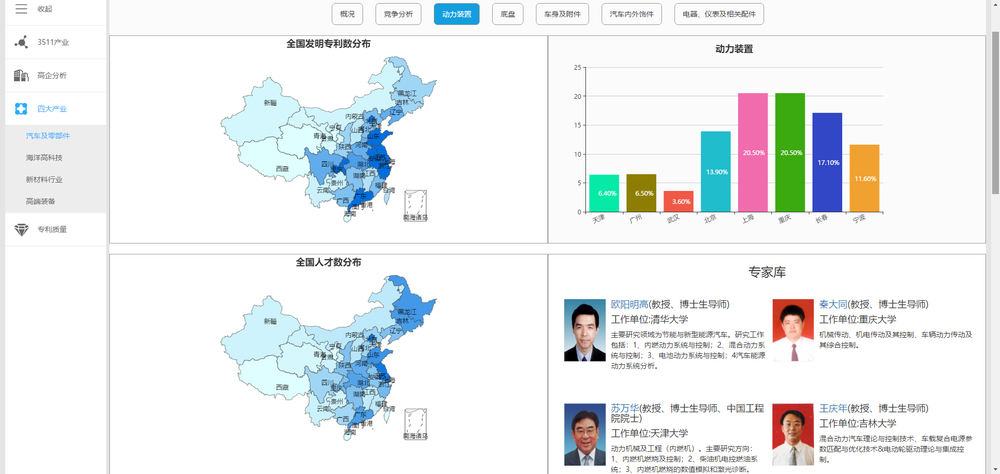 收起
3511产业
高企分析
四大产业
汽车及零部件
海洋高科技
新材料行业
高端装备
专利质量
概况
竞争分析
动力装置
底盘
车身及附件
汽车内外饰件
电器、仪表及相关配件
全国发明专利数分布
黑龙江
吉林
新疆
辽宁
内蒙古
北京
天津
宁夏
山西
河北
青海
甘肃
山东
陕西
河南
安徽
江苏
上海
四川
重庆
湖北
浙江
西藏
湖南
江西
贵州
福建
云南
台湾
广西
广东
香港
澳门
海南
南海诸岛
动力装置
25
20
15
10
5
0
6.40%
6.50%
3.60%
13.90%
20.50%
20.50%
17.10%
11.60%
天津
广州
武汉
北京
上海
重庆
长春
宁波
全国人才数分布
黑龙江
吉林
新疆
辽宁
内蒙古
北京
天津
宁夏
山西
河北
青海
甘肃
山东
陕西
河南
安徽
江苏
上海
四川
重庆
湖北
浙江
西藏
湖南
江西
贵州
福建
云南
台湾
广西
广东
香港
澳门
海南
南海诸岛
专家库
欧阳明高(教授、博士生导师)
工作单位:清华大学
主要研究领域为节能与新型能源汽车。研究工作
包括：1、内燃动力系统与控制；2、混合动力系
统与控制；3、电池动力系统与控制；4汽车能源
动力系统分析。
秦大同(教授、博士生导师)
工作单位:重庆大学
机械传动、机电传动及其控制、车辆动力传动及
其综合控制。
苏万华(教授、博士生导师、中国工程
院院士)
工作单位:天津大学
动力机械及工程（内燃机）。主要研究方向：
1、内燃机燃烧及控制；2、柴油机电控燃油系
统；3、内燃机燃烧的数值模拟和激光诊断。
王庆年(教授、博士生导师)
工作单位:吉林大学
混合动力汽车理论与控制技术、车载复合电源参
数匹配与优化技术&电动轮驱动理论与集成控
制。